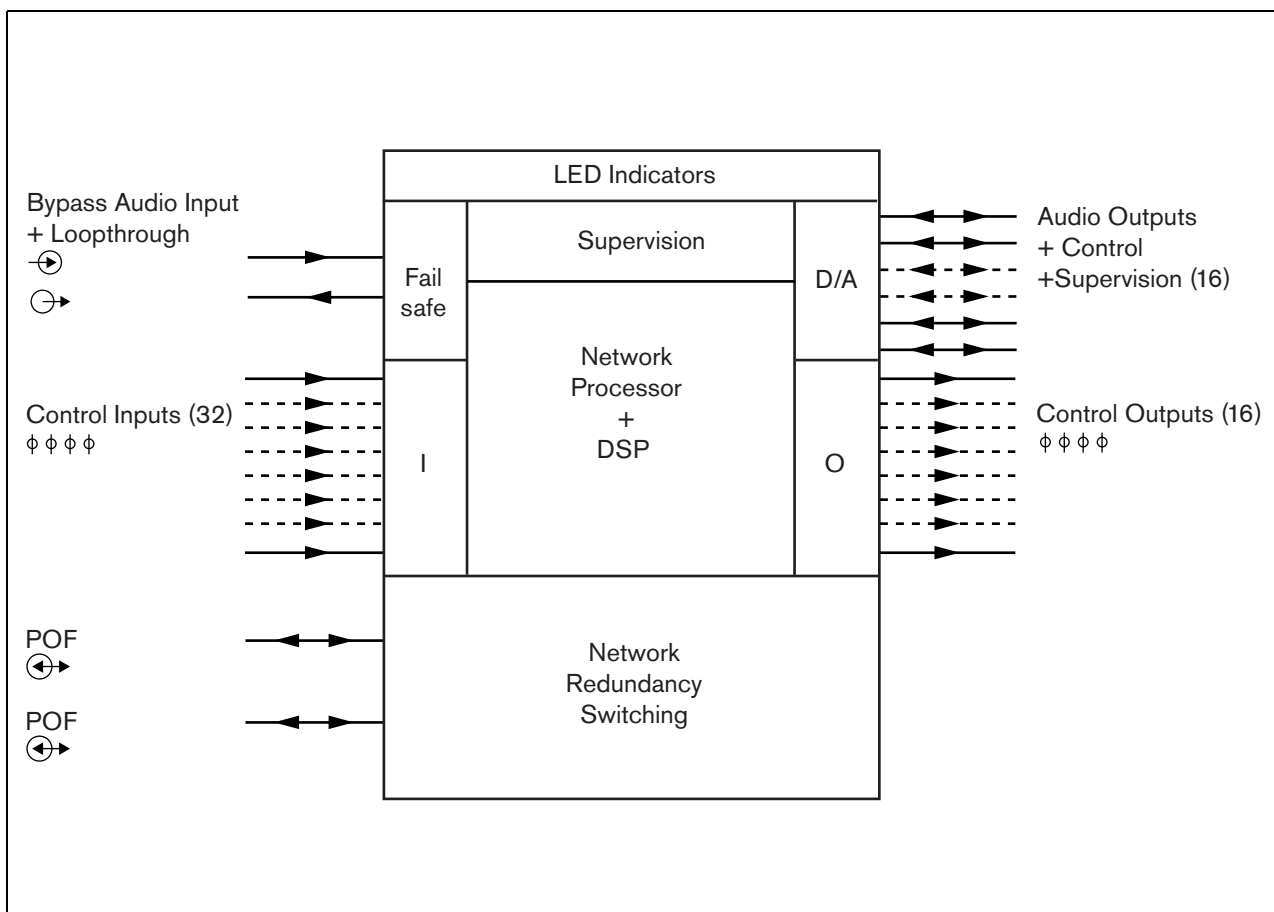 LED Indicators
Bypass Audio Input
+ Loopthrough
Fail
safe
Supervision
D/A
Audio Outputs
+ Control
+Supervision (16)
Network
Processor
+
DSP
Control Inputs (32)
I
O
Control Outputs (16)
POF
POF
Network
Redundancy
Switching